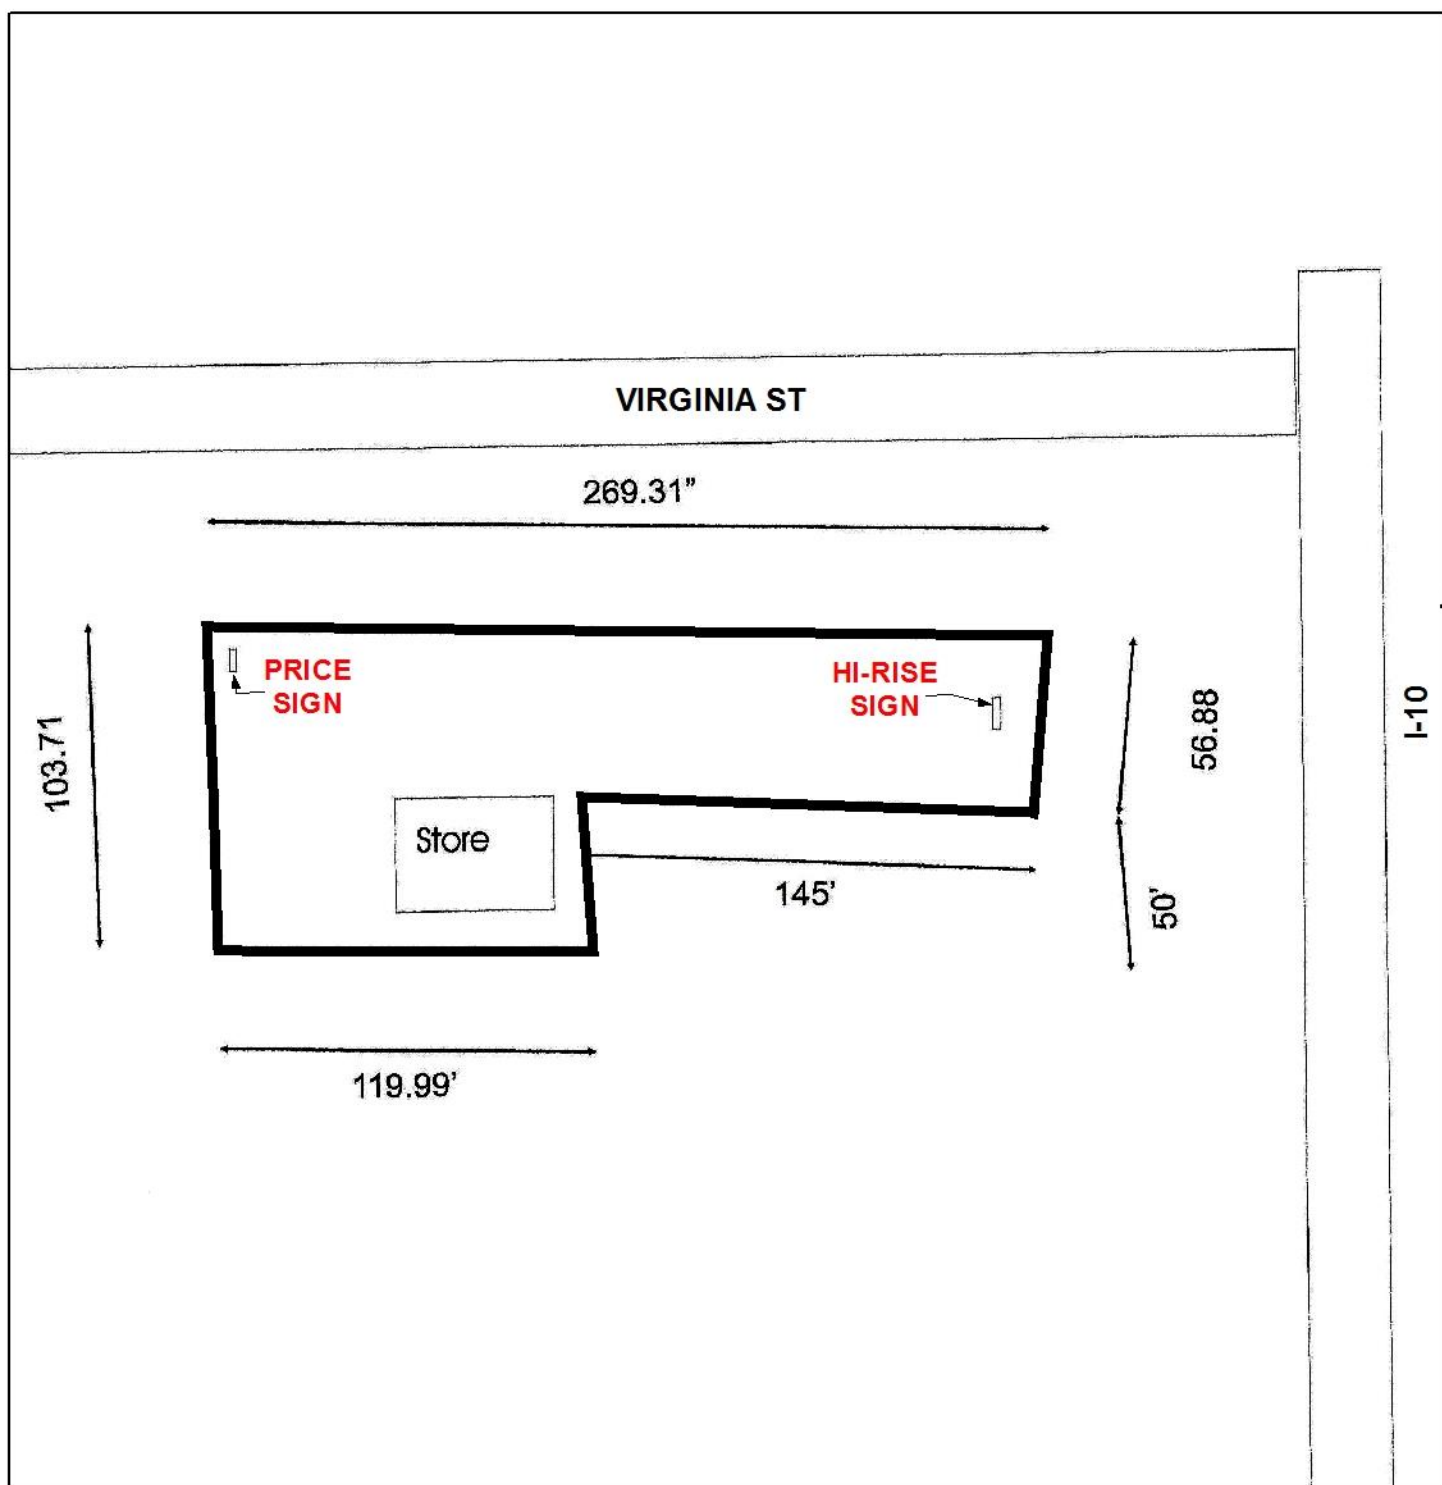 VIRGINIA ST
269.31”
PRICE
SIGN
HI-RISE
SIGN
103.71
56.88
I-10
Store
145’
50’
119.99’